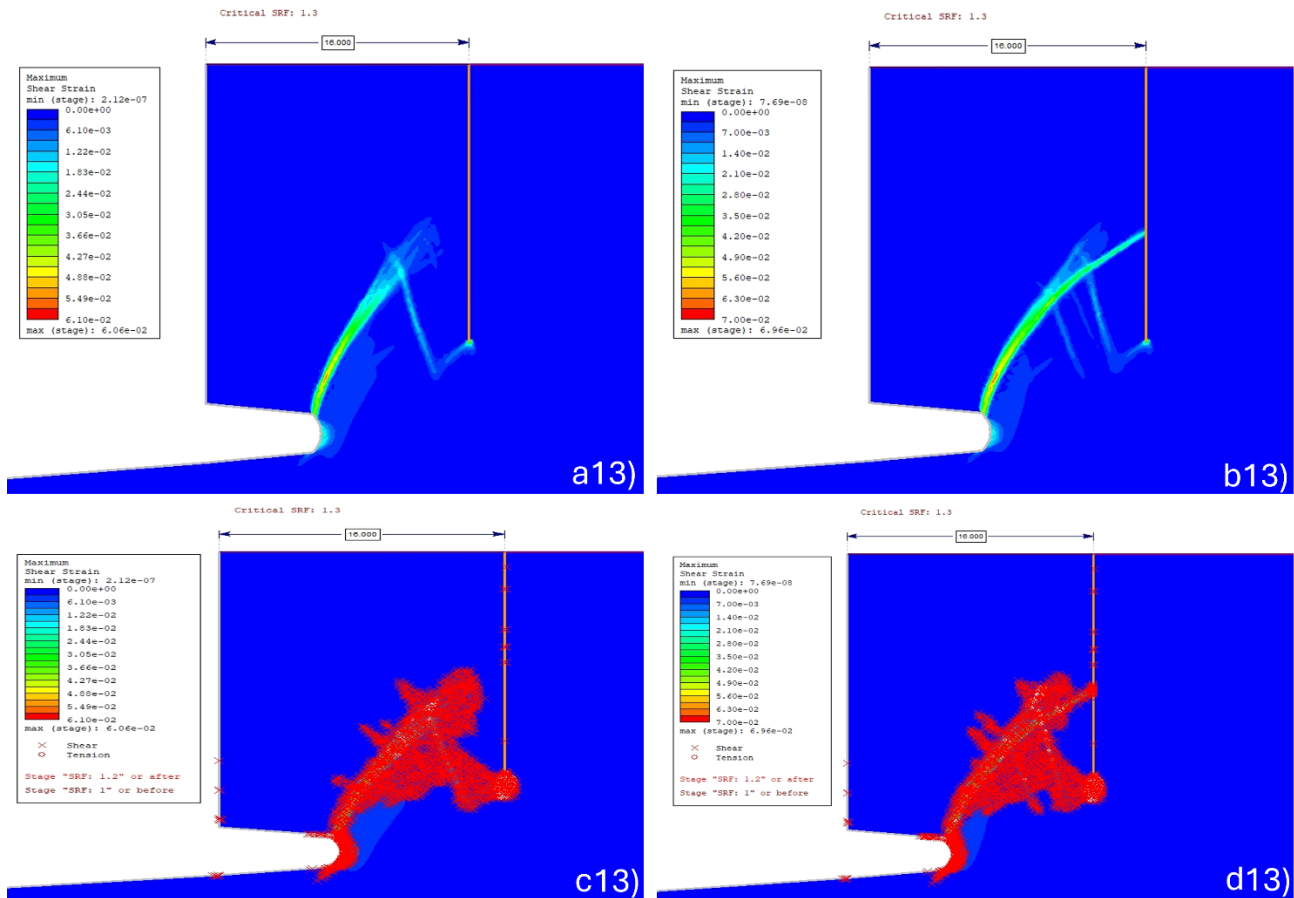 Critical SRF: 1.3
16.000
Maximum
Shear Strain
min (stage): 2.12e-07
0.00e+00
6.10e-03
1.22e-02
1.83e-02
2.44e-02
3.05e-02
3.66e-02
4.27e-02
4.88e-02
5.49e-02
6.10e-02
max (stage): 6.06e-02
a13)
Critical SRF: 1.3
16.000
Maximum
Shear Strain
min (stage): 7.69e-08
0.00e+00
7.00e-03
1.40e-02
2.10e-02
2.80e-02
3.50e-02
4.20e-02
4.90e-02
5.60e-02
6.30e-02
7.00e-02
max (stage): 6.96e-02
b13)
Critical SRF: 1.3
16.000
Maximum
Shear Strain
min (stage): 2.12e-07
0.00e+00
6.10e-03
1.22e-02
1.83e-02
2.44e-02
3.05e-02
3.66e-02
4.27e-02
4.88e-02
5.49e-02
6.10e-02
max (stage): 6.06e-02
Shear
Tension
Stage "SRF: 1.2" or after
Stage "SRF: 1" or before
c13)
Critical SRF: 1.3
16.000
Maximum
Shear Strain
min (stage): 7.69e-08
0.00e+00
7.00e-03
1.40e-02
2.10e-02
2.80e-02
3.50e-02
4.20e-02
4.90e-02
5.60e-02
6.30e-02
7.00e-02
max (stage): 6.96e-02
Shear
Tension
Stage "SRF: 1.2" or after
Stage "SRF: 1" or before
d13)